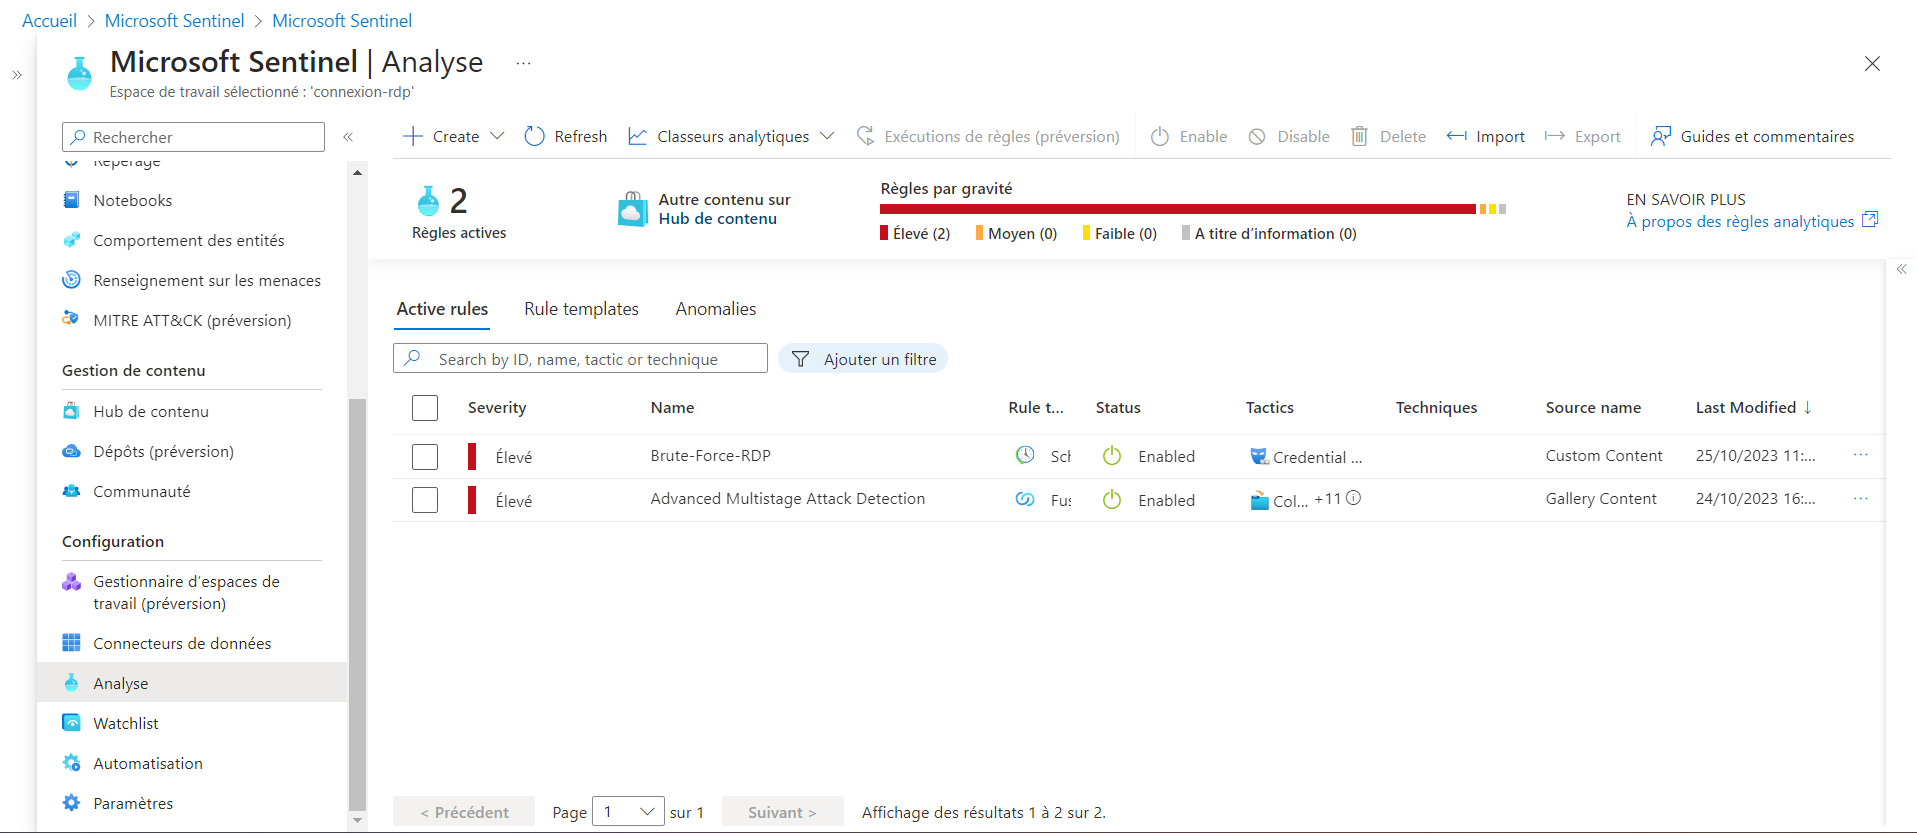 Accueil > Microsoft Sentinel > Microsoft Sentinel
Microsoft Sentinel | Analyse ...
Espace de travail sélectionné : 'connexion-rdp'
Rechercher
Repérage
Notebooks
Comportement des entités
Renseignement sur les menaces
MITRE ATT&CK (préversion)
Gestion de contenu
Hub de contenu
Dépôts (préversion)
Communauté
Configuration
Gestionnaire d'espaces de
travail (préversion)
Connecteurs de données
Analyse
Watchlist
Automatisation
Paramètres
Create Refresh Classeurs analytiques Exécutions de règles (préversion) Enable Disable Delete Import Export Guides et commentaires
2
Règles actives
Autre contenu sur
Hub de contenu
Règles par gravité
Élevé (2) Moyen (0) Faible (0) A titre d'information (0)
EN SAVOIR PLUS
À propos des règles analytiques
Active rules Rule templates Anomalies
Search by ID, name, tactic or technique Ajouter un filtre
Severity Name Rule t... Status Tactics Techniques Source name Last Modified ↓
Élevé Brute-Force-RDP Sch Enabled Credential ... Custom Content 25/10/2023 11:... ...
Élevé Advanced Multistage Attack Detection Fus Enabled Col... +11 Gallery Content 24/10/2023 16:... ...
< Précédent Page 1 sur 1 Suivant > Affichage des résultats 1 à 2 sur 2.